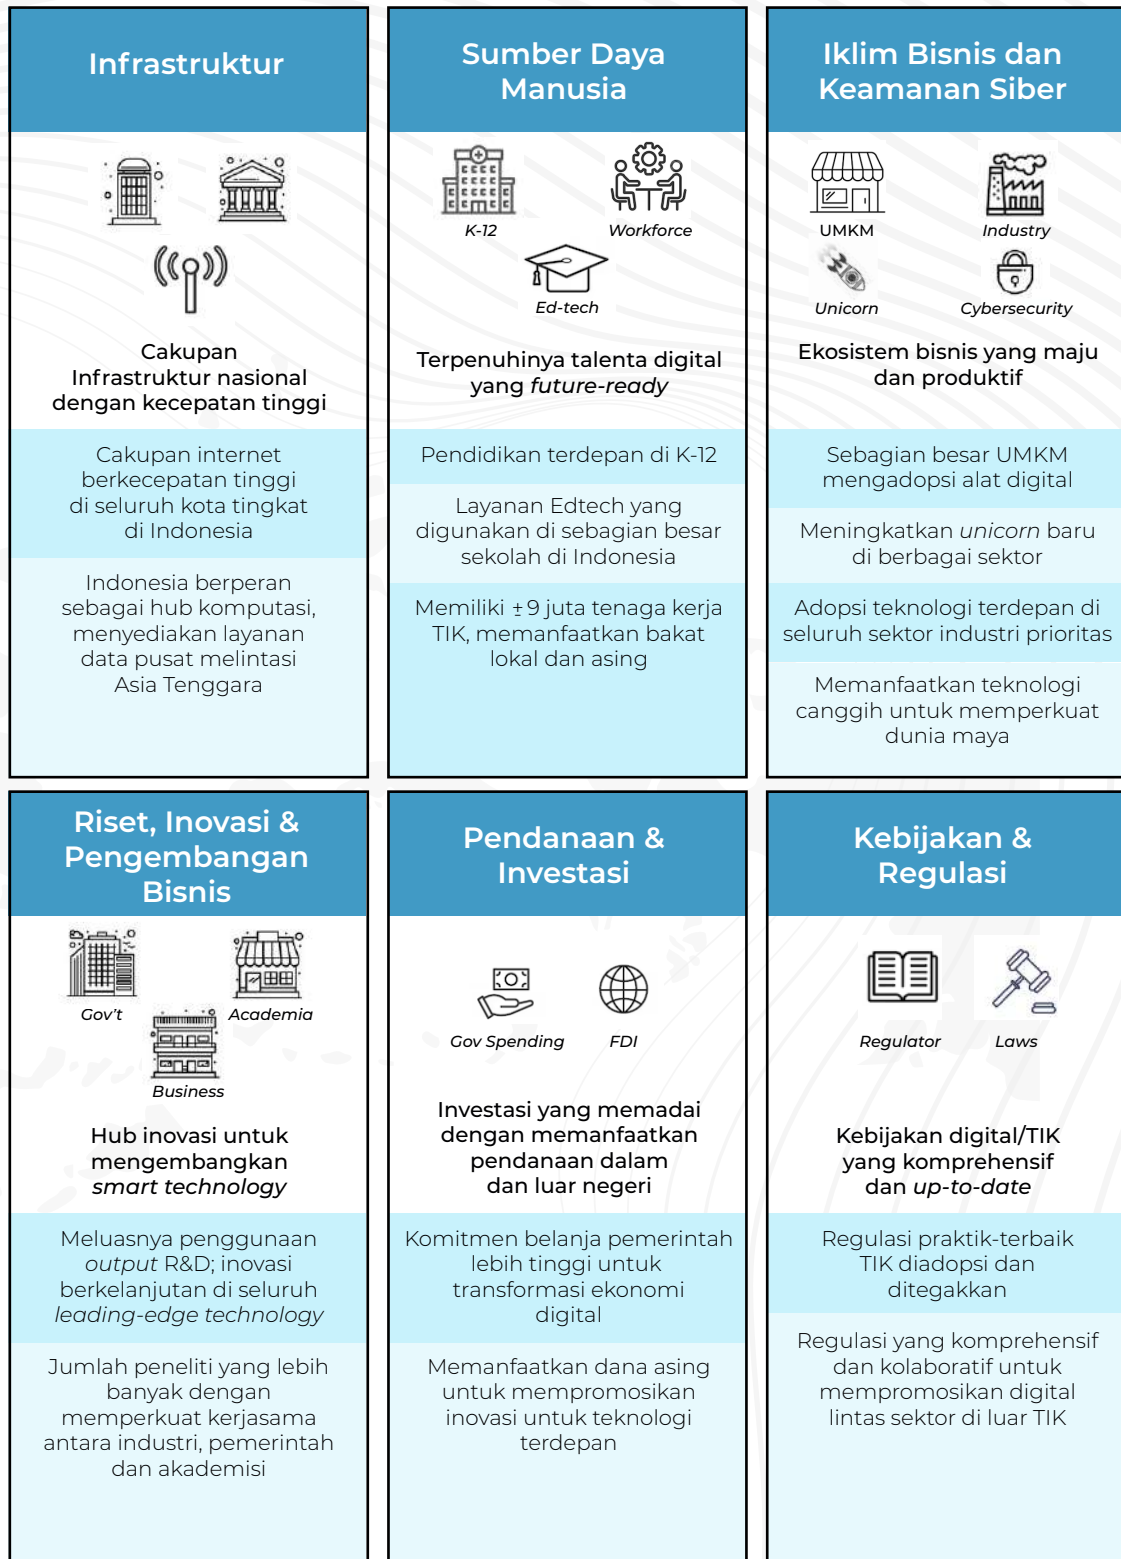 Infrastruktur
Cakupan
Infrastruktur nasional
dengan kecepatan tinggi
Cakupan internet
berkecepatan tinggi
di seluruh kota tingkat
di Indonesia
Indonesia berperan
sebagai hub komputasi,
menyediakan layanan
data pusat melintasi
Asia Tenggara
Sumber Daya
Manusia
K-12
Workforce
Ed-tech
Terpenuhinya talenta digital
yang future-ready
Pendidikan terdepan di K-12
Layanan Edtech yang
digunakan di sebagian besar
sekolah di Indonesia
Memiliki ±9 juta tenaga kerja
TIK, memanfaatkan bakat
lokal dan asing
Iklim Bisnis dan
Keamanan Siber
UMKM
Industry
Unicorn
Cybersecurity
Ekosistem bisnis yang maju
dan produktif
Sebagian besar UMKM
mengadopsi alat digital
Meningkatkan unicorn baru
di berbagai sektor
Adopsi teknologi terdepan di
seluruh sektor industri prioritas
Memanfaatkan teknologi
canggih untuk memperkuat
dunia maya
Riset, Inovasi &
Pengembangan
Bisnis
Gov't
Academia
Business
Hub inovasi untuk
mengembangkan
smart technology
Meluasnya penggunaan
output R&D; inovasi
berkelanjutan di seluruh
leading-edge technology
Jumlah peneliti yang lebih
banyak dengan
memperkuat kerjasama
antara industri, pemerintah
dan akademisi
Pendanaan &
Investasi
Gov Spending
FDI
Investasi yang memadai
dengan memanfaatkan
pendanaan dalam
dan luar negeri
Komitmen belanja pemerintah
lebih tinggi untuk
transformasi ekonomi
digital
Memanfaatkan dana asing
untuk mempromosikan
inovasi untuk teknologi
terdepan
Kebijakan &
Regulasi
Regulator
Laws
Kebijakan digital/TIK
yang komprehensif
dan up-to-date
Regulasi praktik-terbaik
TIK diadopsi dan
ditegakkan
Regulasi yang komprehensif
dan kolaboratif untuk
mempromosikan digital
lintas sektor di luar TIK